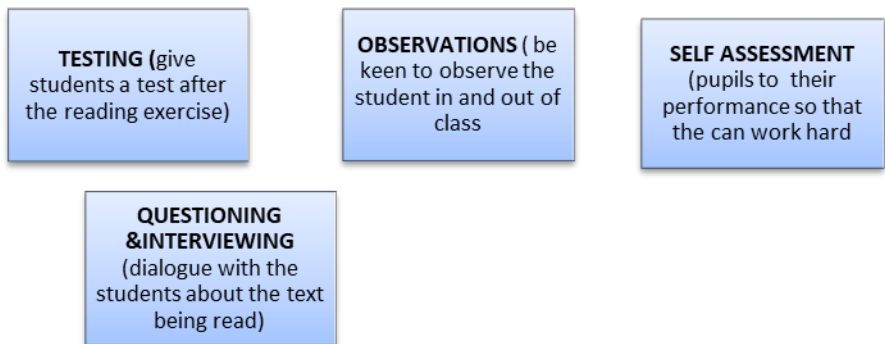 TESTING (give
students a test after
the reading exercise)
OBSERVATIONS ( be
keen to observe the
student in and out of
class
SELF ASSESSMENT
(pupils to their
performance so that
the can work hard
QUESTIONING
&INTERVIEWING
(dialogue with the
students about the text
being read)